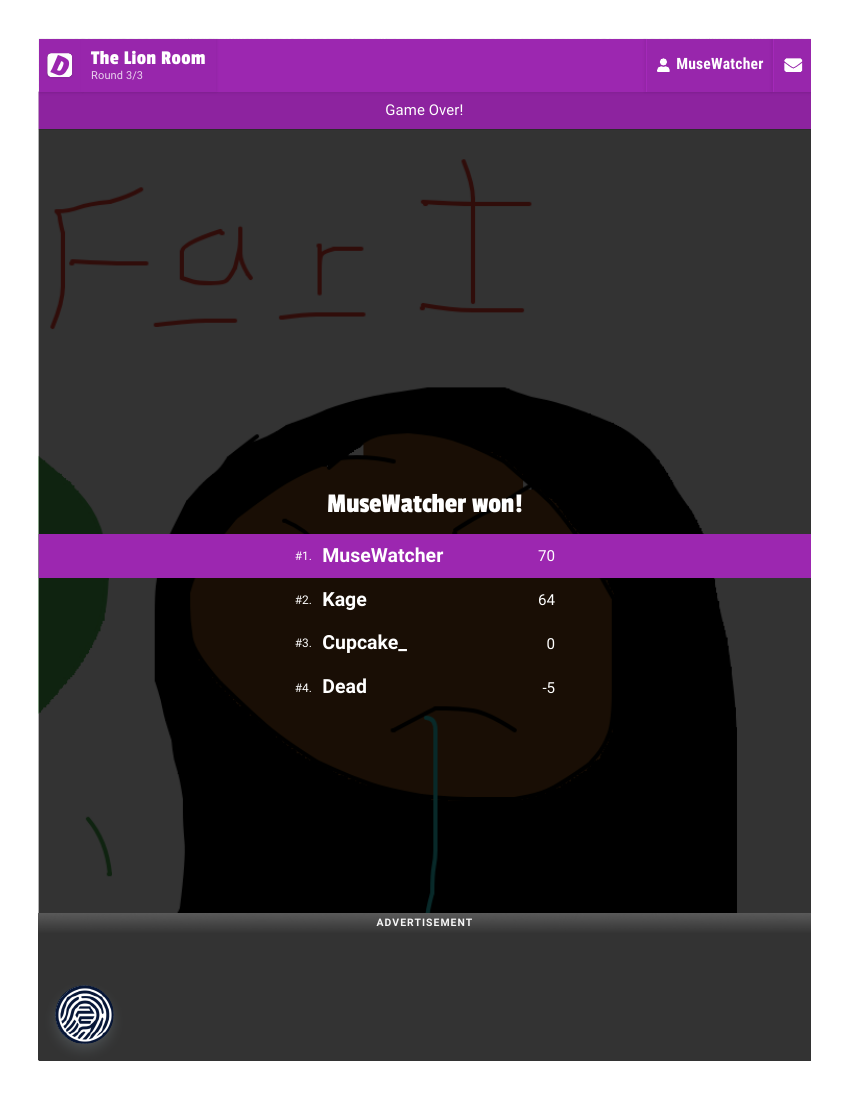 The Lion Room
Round 3/3
MuseWatcher
Game Over!
Fart
MuseWatcher won!
#1. MuseWatcher 70
#2. Kage 64
#3. Cupcake_ 0
#4. Dead -5
ADVERTISEMENT